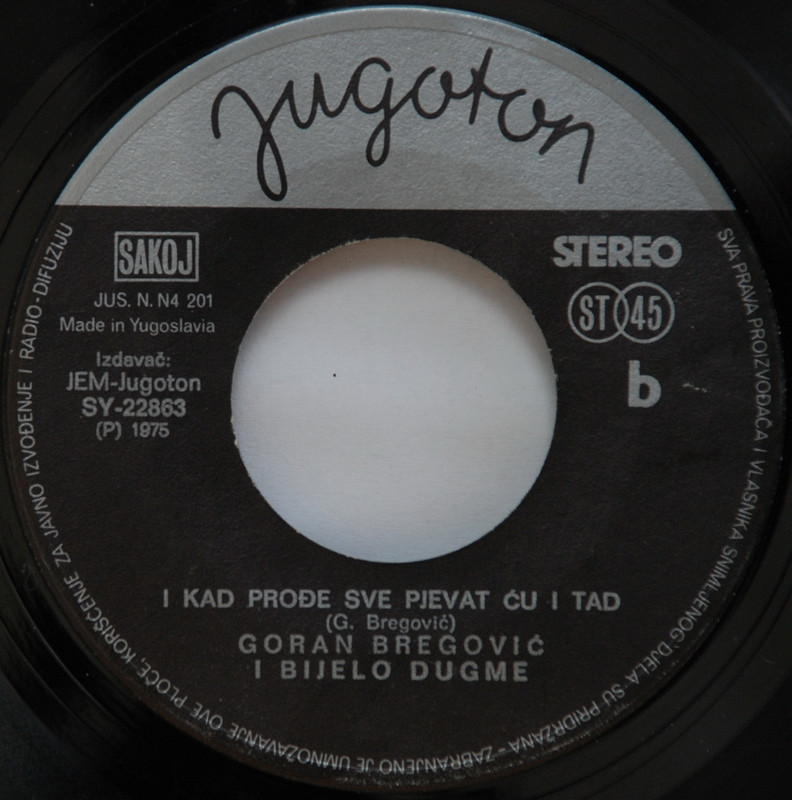 jugoton
SAKOJ
JUS. N. N4 201
Made in Yugoslavia
Izdavač:
JEM-Jugoton
SY-22863
(P) 1975
STEREO
ST 45
b
I KAD PROĐE SVE PJEVAT ĆU I TAD
(G. Bregović)
GORAN BREGOVIĆ
I BIJELO DUGME
SVA PRAVA PROIZVOĐAČA I VLASNIKA SNIMLJENOG DJELA SU PRIDRŽANA - ZABRANJENO JE UMNOŽAVANJE OVE PLOČE, KORIŠĆENJE ZA JAVNO IZVOĐENJE I RADIO-DIFUZIJU